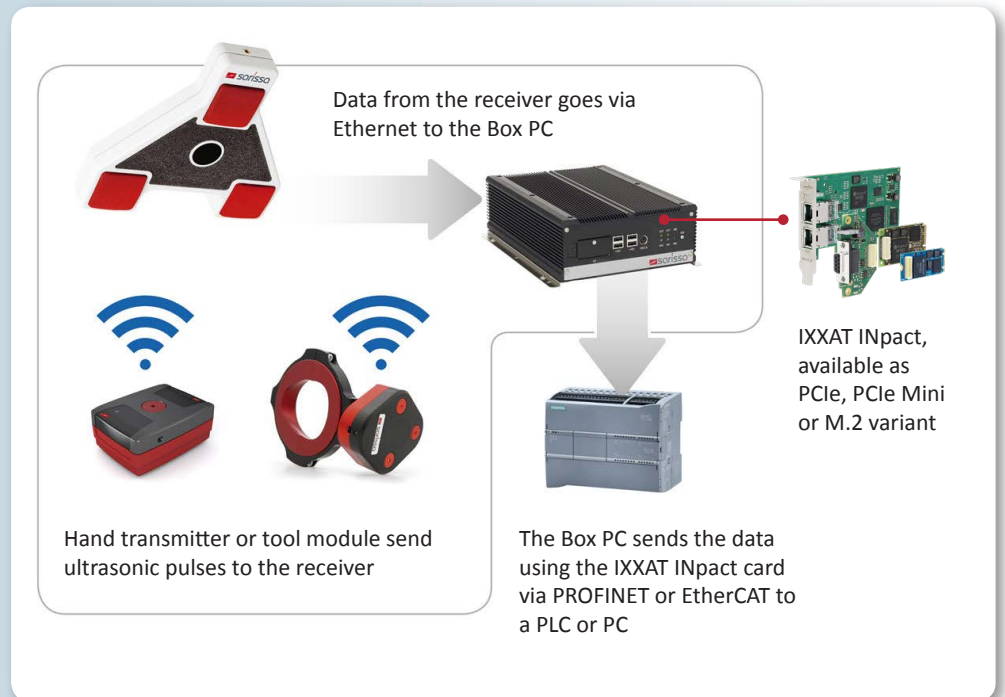 sarissa
Data from the receiver goes via
Ethernet to the Box PC
sarissa
IXXAT INpact,
available as
PCIe, PCIe Mini
or M.2 variant
SIEMENS
Hand transmitter or tool module send
ultrasonic pulses to the receiver
The Box PC sends the data
using the IXXAT INpact card
via PROFINET or EtherCAT to
a PLC or PC